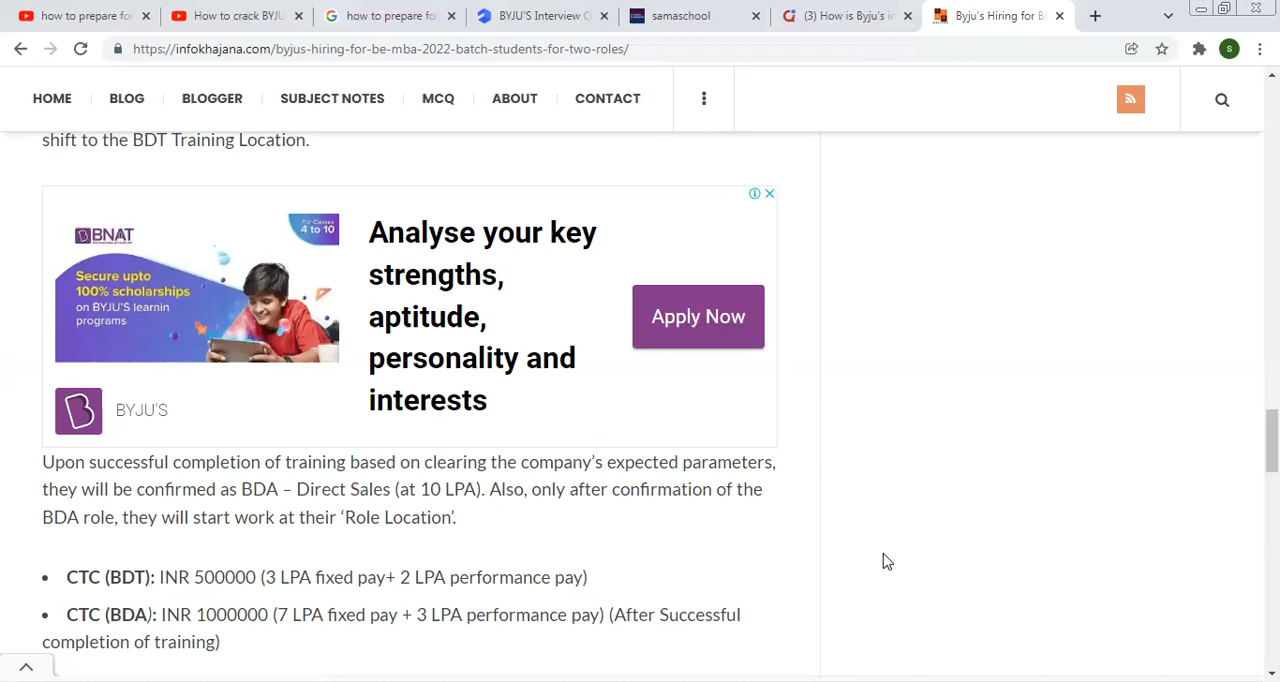 how to prepare fo
How to crack BYJU
how to prepare fo
BYJU'S Interview Q
samaschool
(3) How is Byju's in
Byju's Hiring for B
https://infokhajana.com/byjus-hiring-for-be-mba-2022-batch-students-for-two-roles/
S
HOME BLOG BLOGGER SUBJECT NOTES MCQ ABOUT CONTACT
shift to the BDT Training Location.
BNAT
For Classes
4 to 10
Secure upto
100% scholarships
on BYJU'S learnin
programs
BYJU'S
Analyse your key
strengths,
aptitude,
personality and
interests
Apply Now
Upon successful completion of training based on clearing the company's expected parameters,
they will be confirmed as BDA – Direct Sales (at 10 LPA). Also, only after confirmation of the
BDA role, they will start work at their 'Role Location'.
• CTC (BDT): INR 500000 (3 LPA fixed pay+ 2 LPA performance pay)
• CTC (BDA): INR 1000000 (7 LPA fixed pay + 3 LPA performance pay) (After Successful
completion of training)